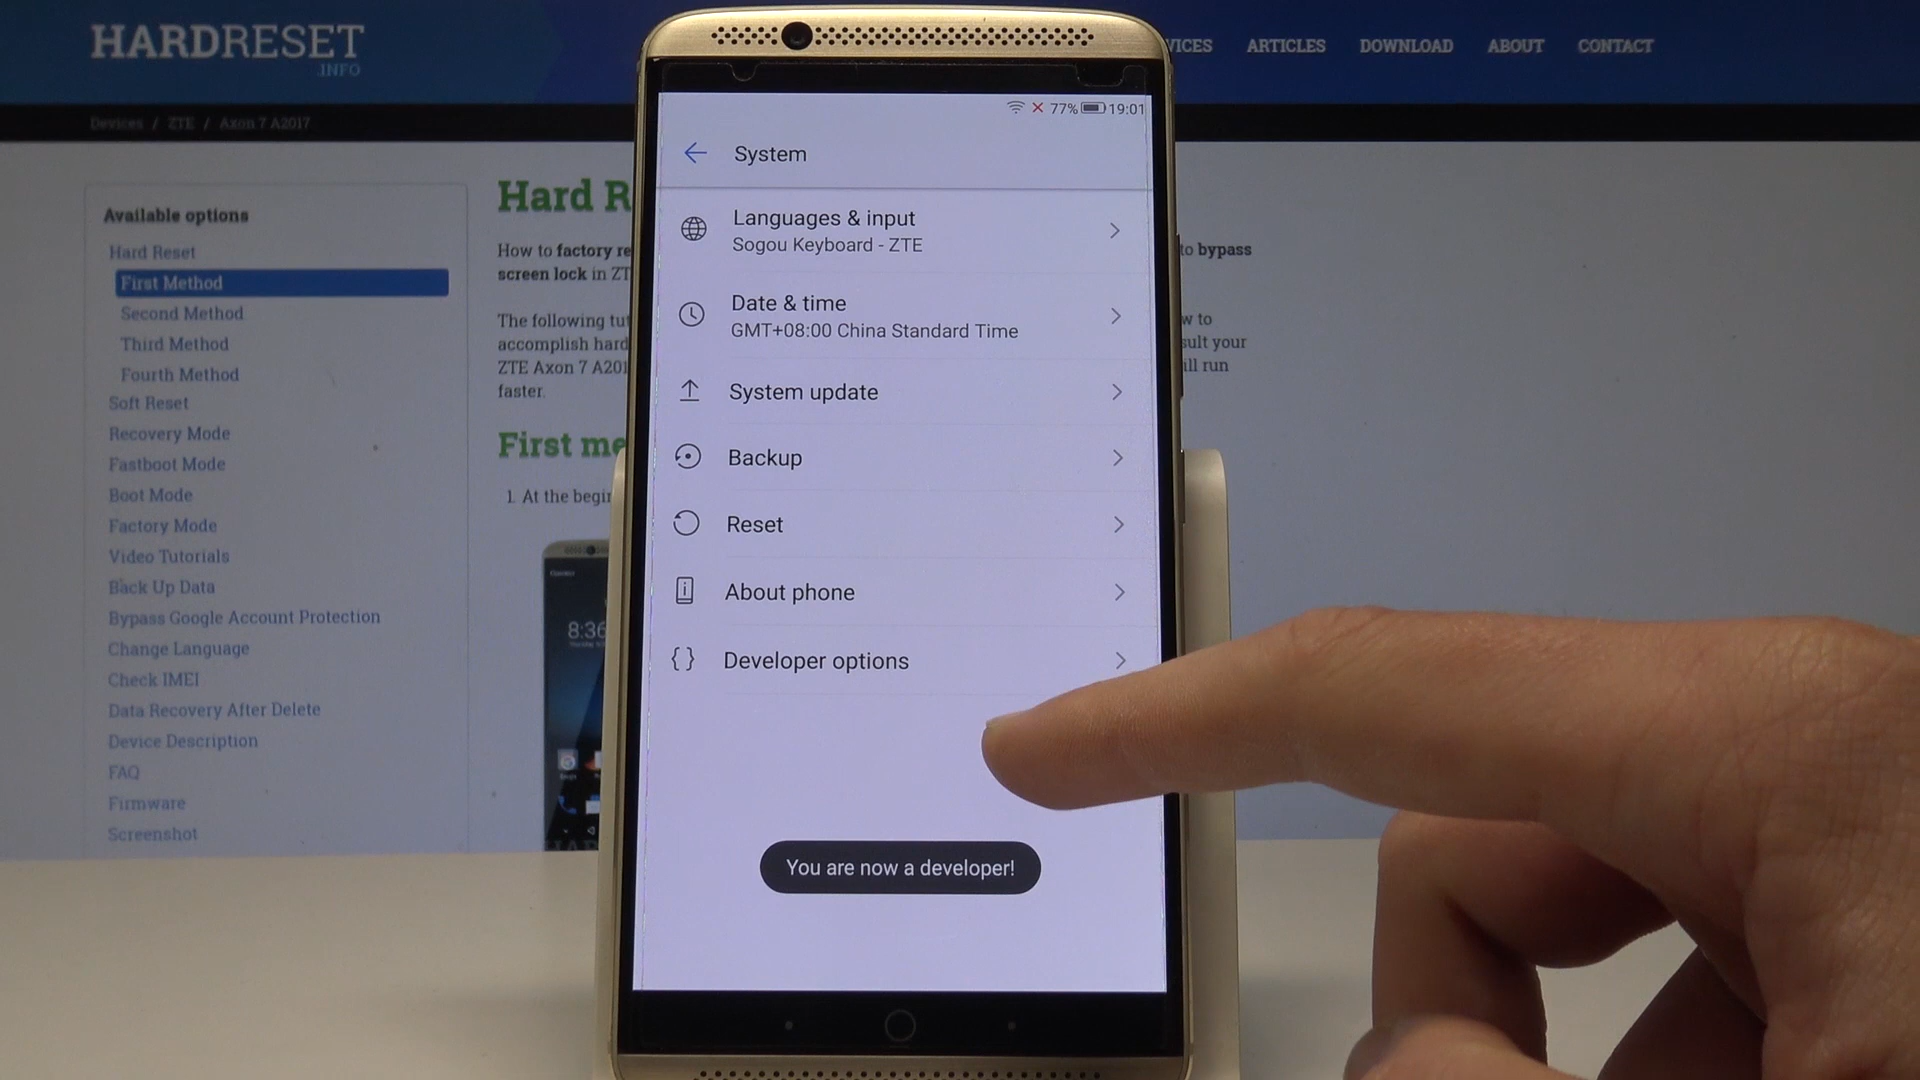 HARDRESET
.INFO
VICES ARTICLES DOWNLOAD ABOUT CONTACT
Devices / ZTE / Axon 7 A2017
Available options
Hard Reset
First Method
Second Method
Third Method
Fourth Method
Soft Reset
Recovery Mode
Fastboot Mode
Boot Mode
Factory Mode
Video Tutorials
Back Up Data
Bypass Google Account Protection
Change Language
Check IMEI
Data Recovery After Delete
Device Description
FAQ
Firmware
Screenshot
Hard R
How to factory re
screen lock in ZT
to bypass
The following tut
accomplish hard
ZTE Axon 7 A201
faster.
w to
sult your
ill run
First me
1. At the begin
8:36
77% 19:01
System
Languages & input
Sogou Keyboard - ZTE
Date & time
GMT+08:00 China Standard Time
System update
Backup
Reset
About phone
{} Developer options
You are now a developer!